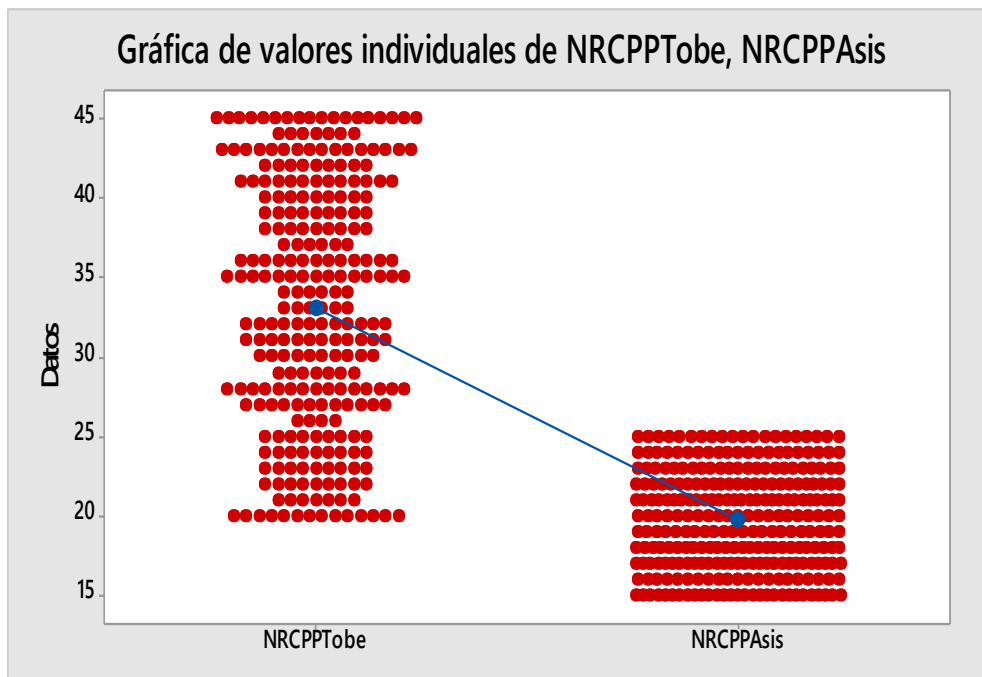 Gráfica de valores individuales de NRCPPTobe, NRCPPAsis
Datos
45
40
35
30
25
20
15
NRCPPTobe
NRCPPAsis